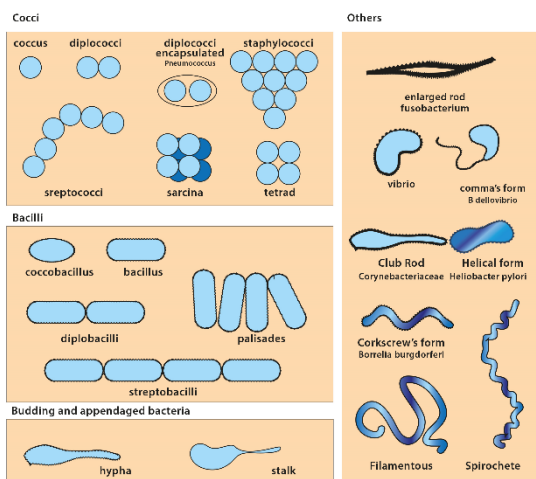 Cocci
coccus
diplococci
diplococci
encapsulated
Pneumococcus
staphylococci
sreptococci
sarcina
tetrad
Bacilli
coccobacillus
bacillus
diplobacilli
palisades
streptobacilli
Budding and appendaged bacteria
hypha
stalk
Others
enlarged rod
fusobacterium
vibrio
comma's form
B dellovibrio
Club Rod
Corynebacteriaceae
Helical form
Heliobacter pylori
Corkscrew's form
Borrelia burgdorferl
Filamentous
Spirochete